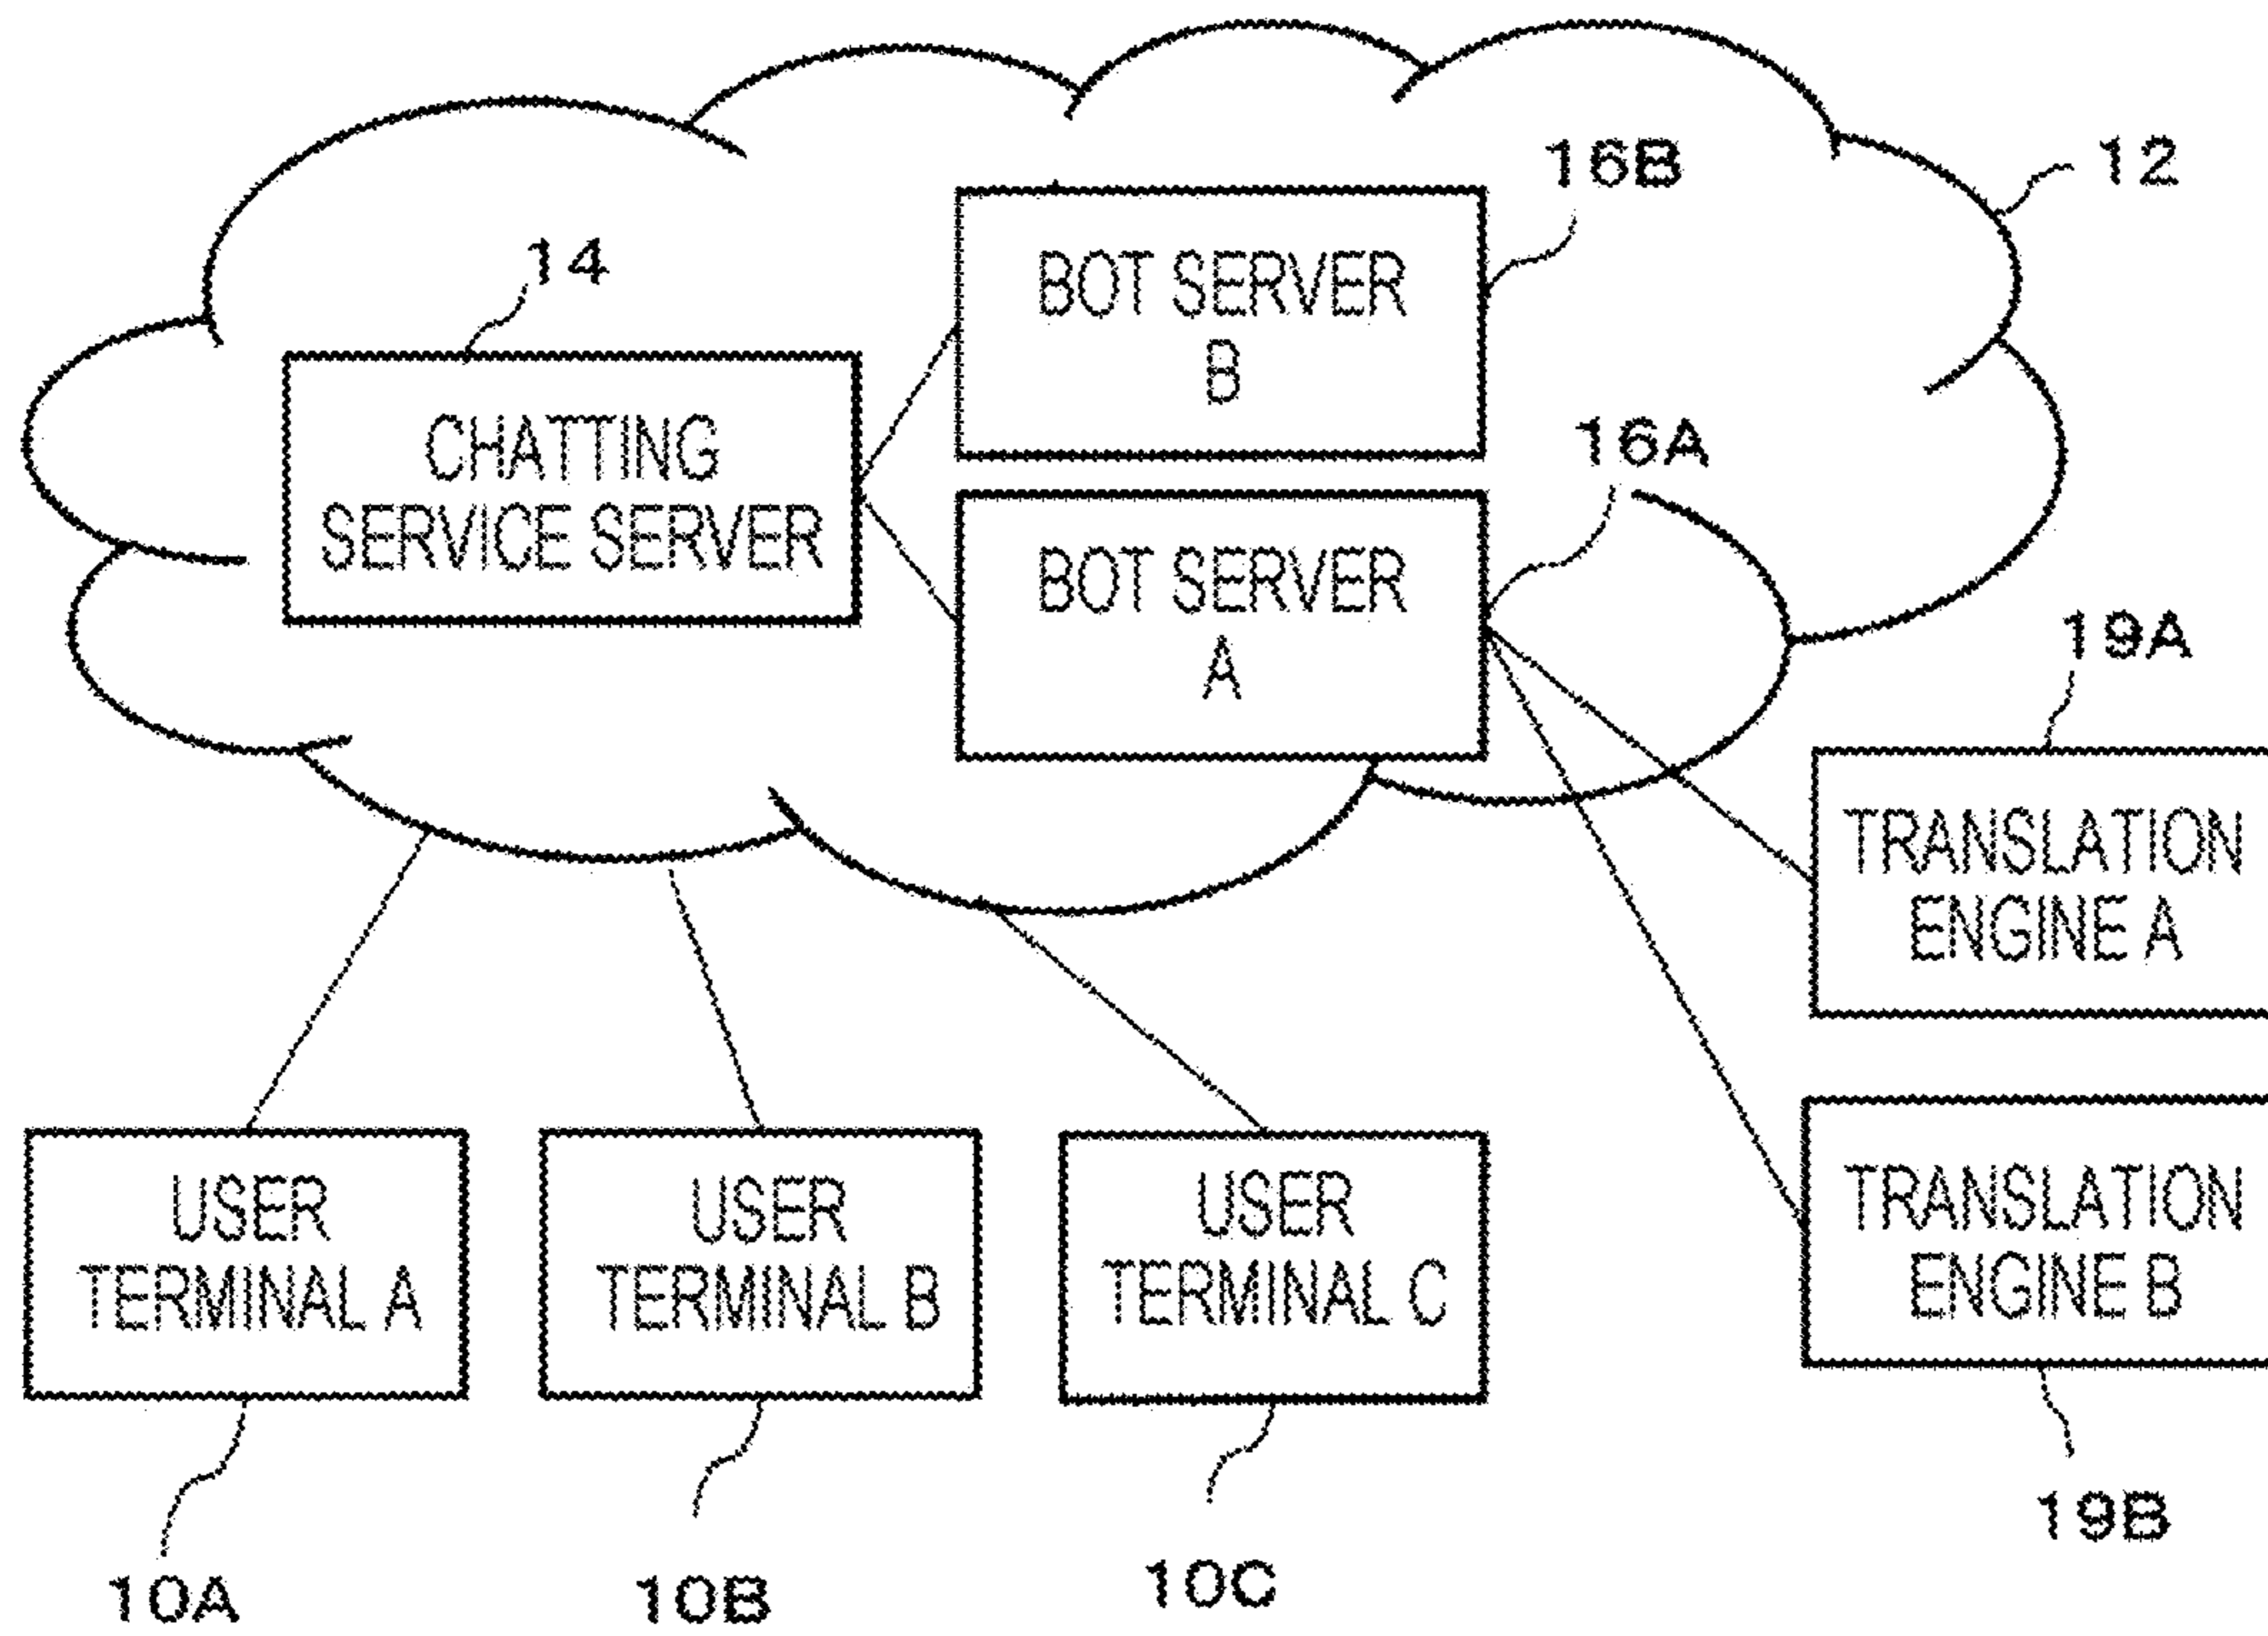 16B
12
14
BOT SERVER
B
CHATTING
SERVICE SERVER
16A
BOT SERVER
A
19A
TRANSLATION
ENGINE A
USER
TERMINAL A
USER
TERMINAL B
USER
TERMINAL C
TRANSLATION
ENGINE B
19B
10A
10B
10C